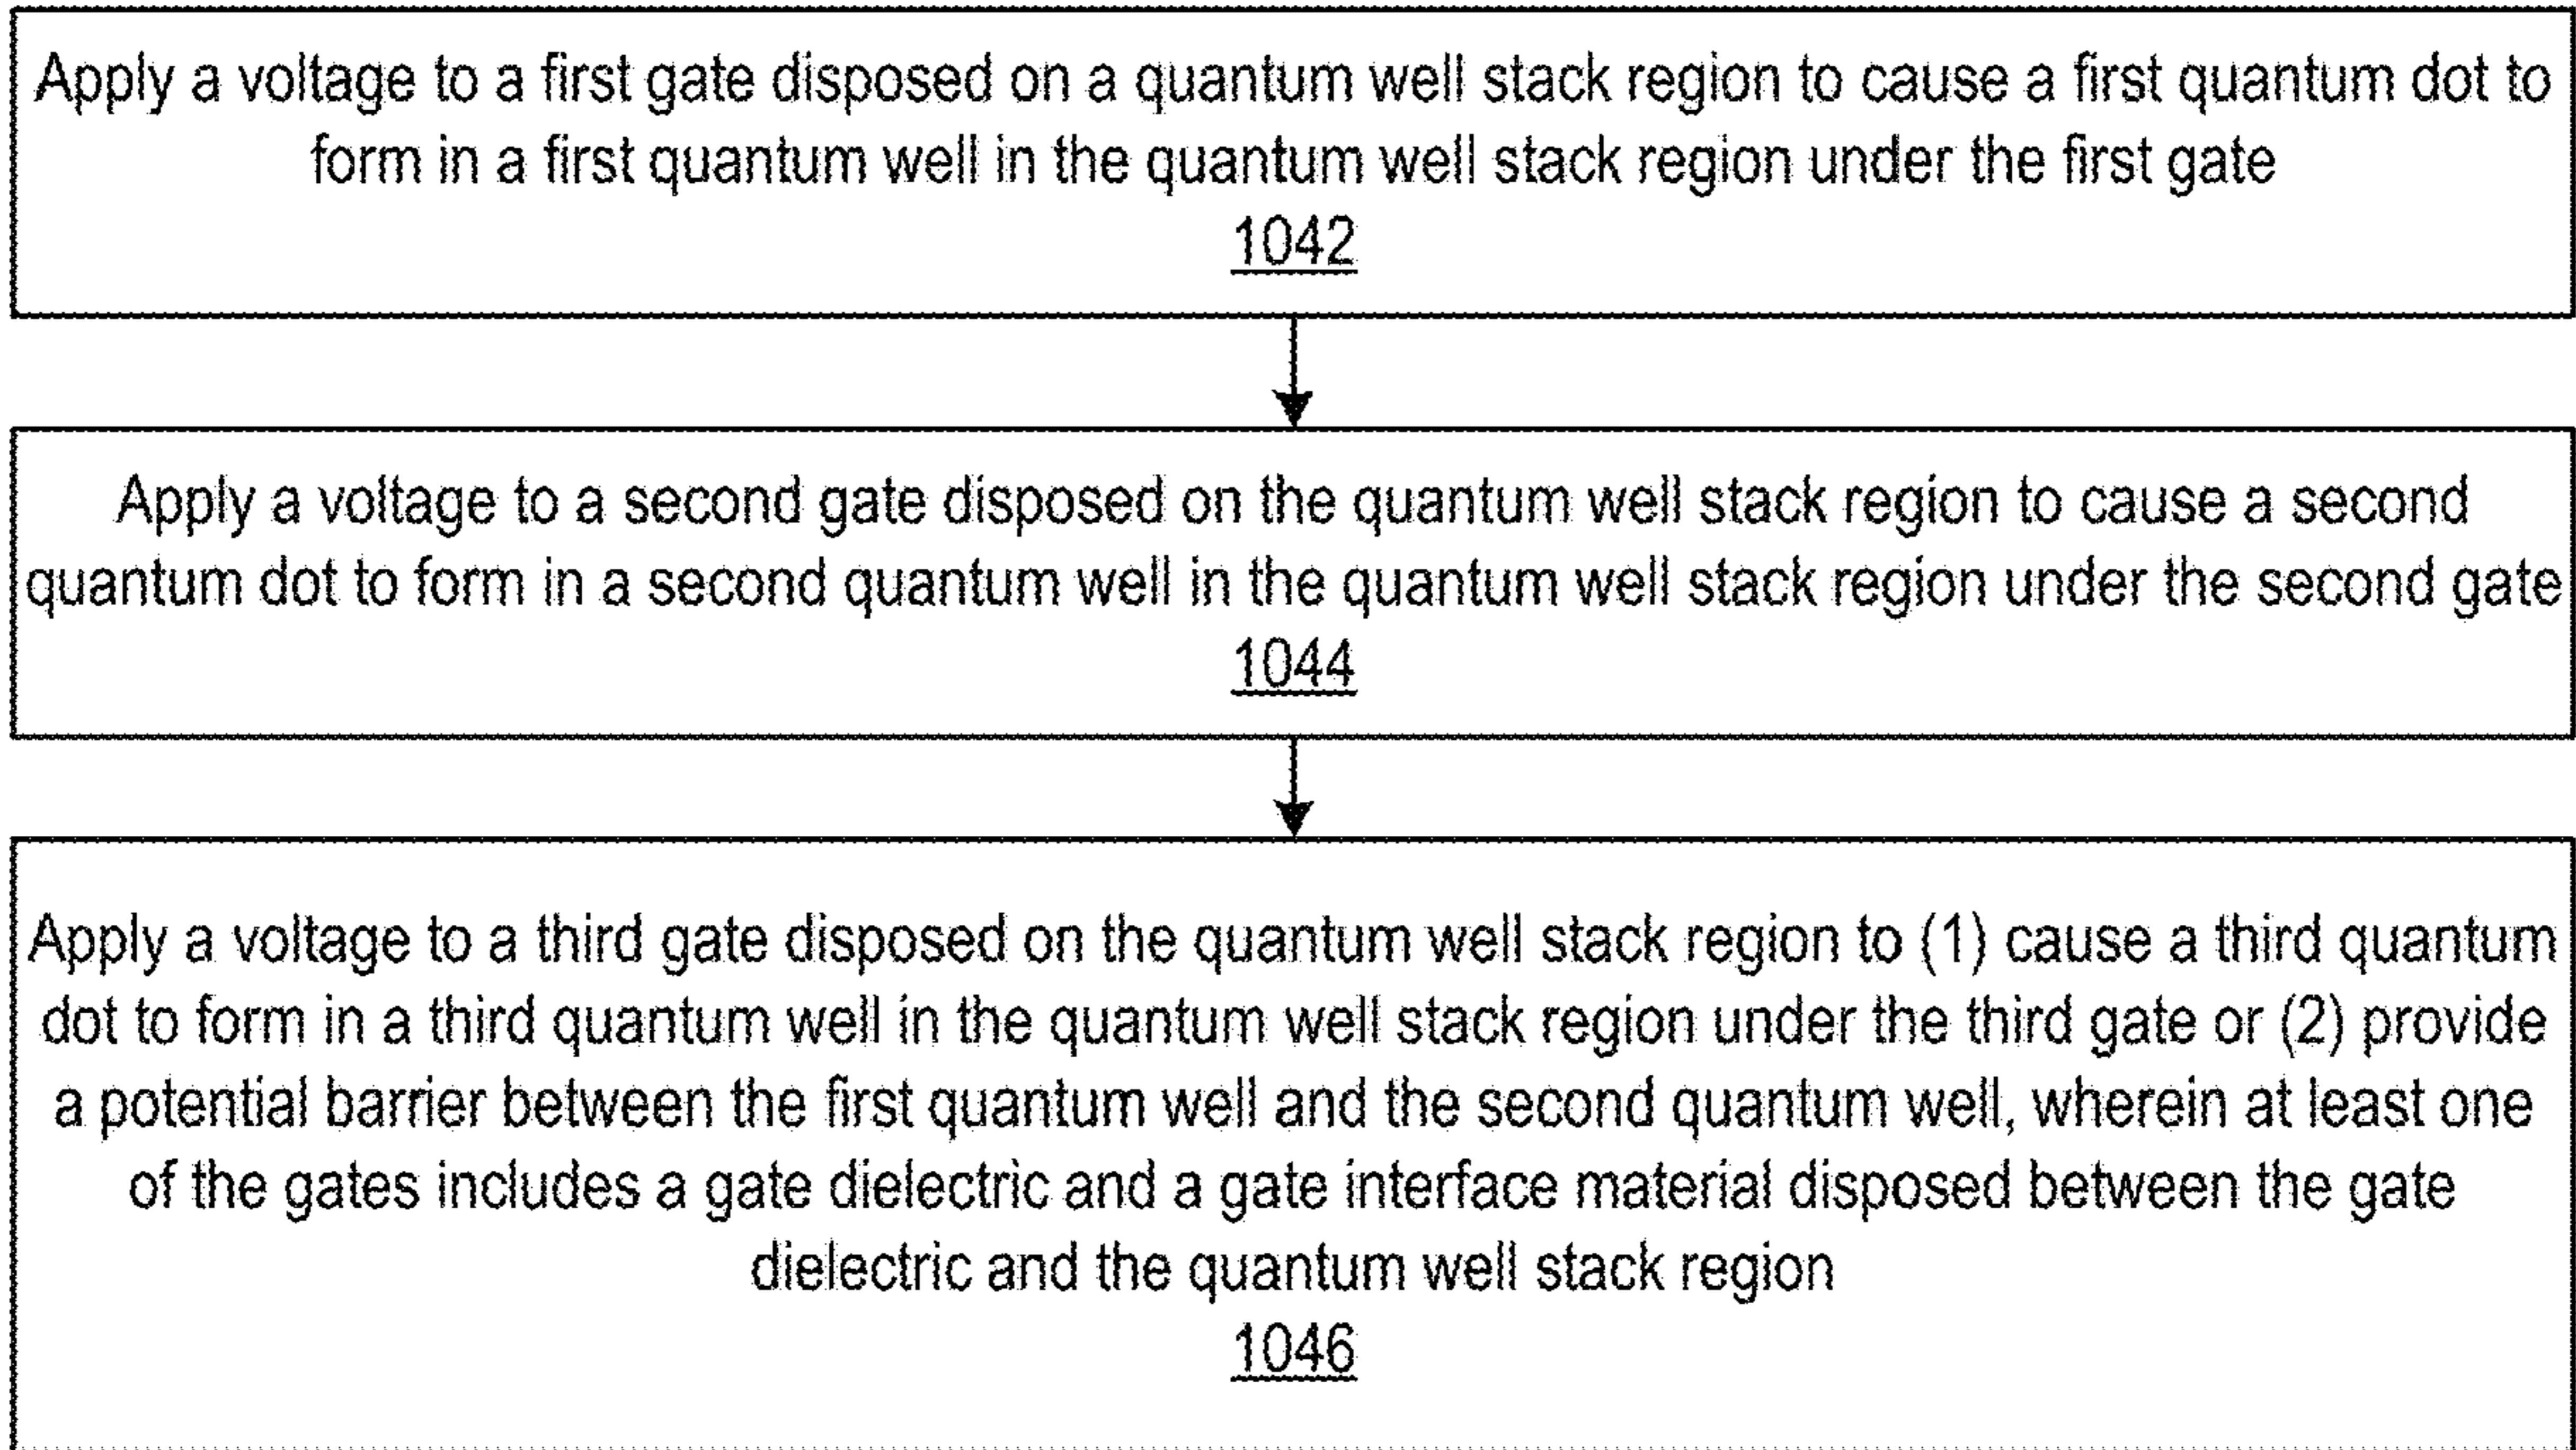 Apply a voltage to a first gate disposed on a quantum well stack region to cause a first quantum dot to
form in a first quantum well in the quantum well stack region under the first gate
1042
Apply a voltage to a second gate disposed on the quantum well stack region to cause a second
quantum dot to form in a second quantum well in the quantum well stack region under the second gate
1044
Apply a voltage to a third gate disposed on the quantum well stack region to (1) cause a third quantum
dot to form in a third quantum well in the quantum well stack region under the third gate or (2) provide
a potential barrier between the first quantum well and the second quantum well, wherein at least one
of the gates includes a gate dielectric and a gate interface material disposed between the gate
dielectric and the quantum well stack region
1046